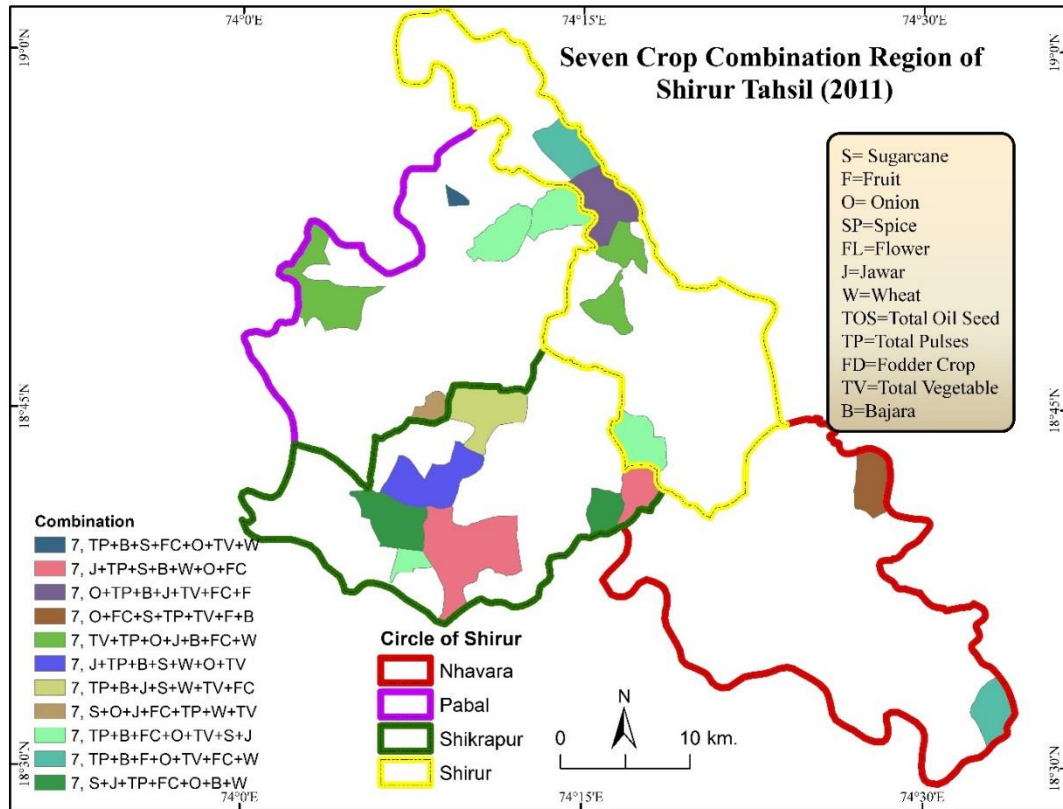 74°0'E 74°15'E 74°30'E
19°0'N 19°0'N
Seven Crop Combination Region of
Shirur Tahsil (2011)
S= Sugarcane
F=Fruit
O= Onion
SP=Spice
FL=Flower
J=Jawar
W=Wheat
TOS=Total Oil Seed
TP=Total Pulses
FD=Fodder Crop
TV=Total Vegetable
B=Bajara
18°45'N 18°45'N
Combination
7, TP+B+S+FC+O+TV+W
7, J+TP+S+B+W+O+FC
7, O+TP+B+J+TV+FC+F
7, O+FC+S+TP+TV+F+B
7, TV+TP+O+J+B+FC+W
7, J+TP+B+S+W+O+TV
7, TP+B+J+S+W+TV+FC
7, S+O+J+FC+TP+W+TV
7, TP+B+FC+O+TV+S+J
7, TP+B+F+O+TV+FC+W
7, S+J+TP+FC+O+B+W
Circle of Shirur
Nhavara
Pabal
Shikrapur
Shirur
N
0 10 km.
18°30'N 18°30'N
74°0'E 74°15'E 74°30'E